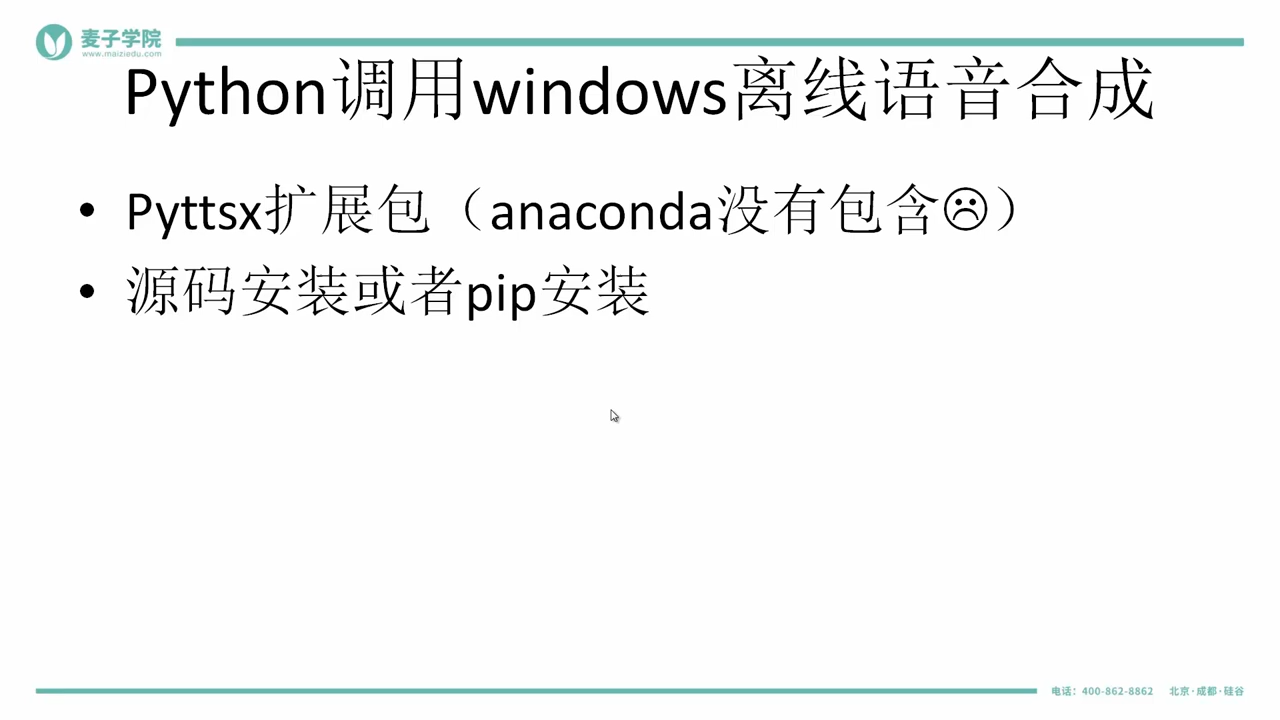 麦子学院
www.maiziedu.com
Python调用windows离线语音合成
• Pyttsx扩展包（anaconda没有包含☹）
• 源码安装或者pip安装
电话：400-862-8862 北京·成都·硅谷